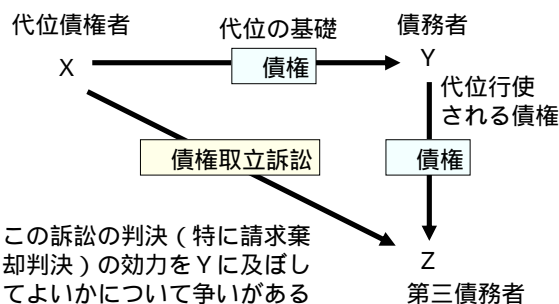 代位債権者
代位の基礎
債務者
X
債権
Y
代位行使
される債権
債権取立訴訟
債権
この訴訟の判決(特に請求棄
却判決)の効力をYに及ぼし
てよいかについて争いがある
Z
第三債務者